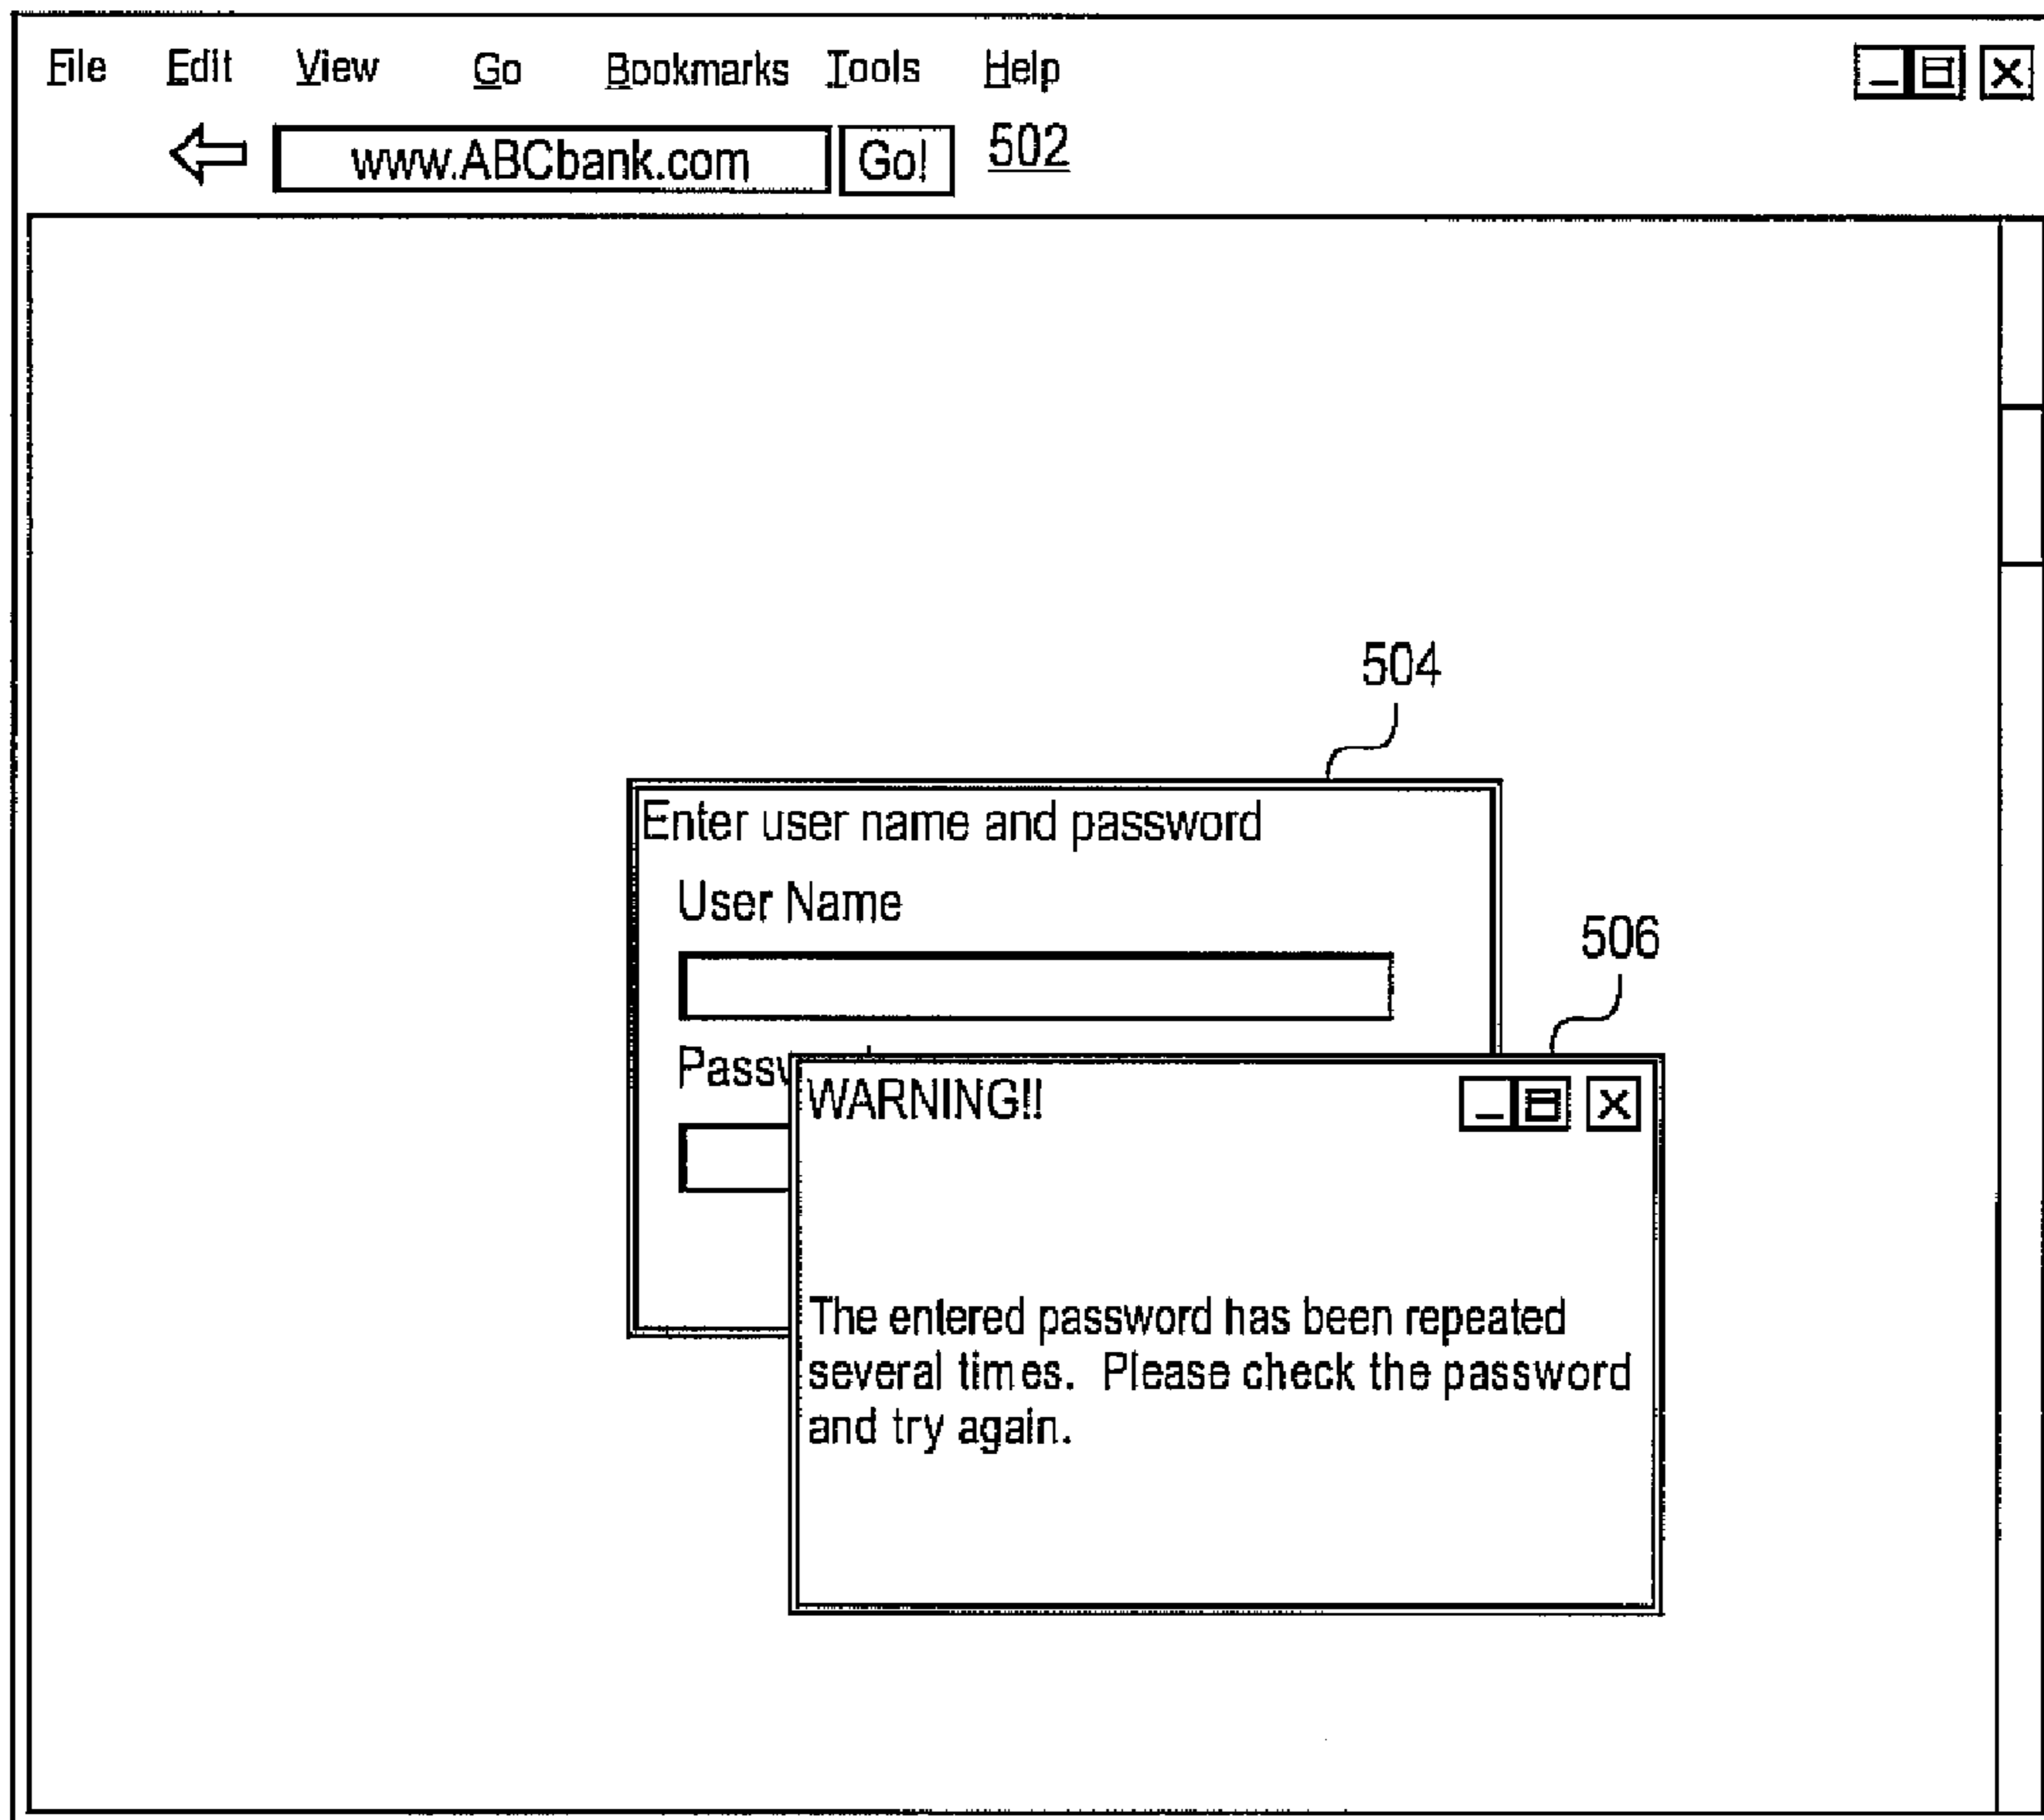 File Edit View Go Bookmarks Tools Help
www.ABCbank.com Go! 502
504
Enter user name and password
User Name
506
WARNING!!
The entered password has been repeated
several times. Please check the password
and try again.